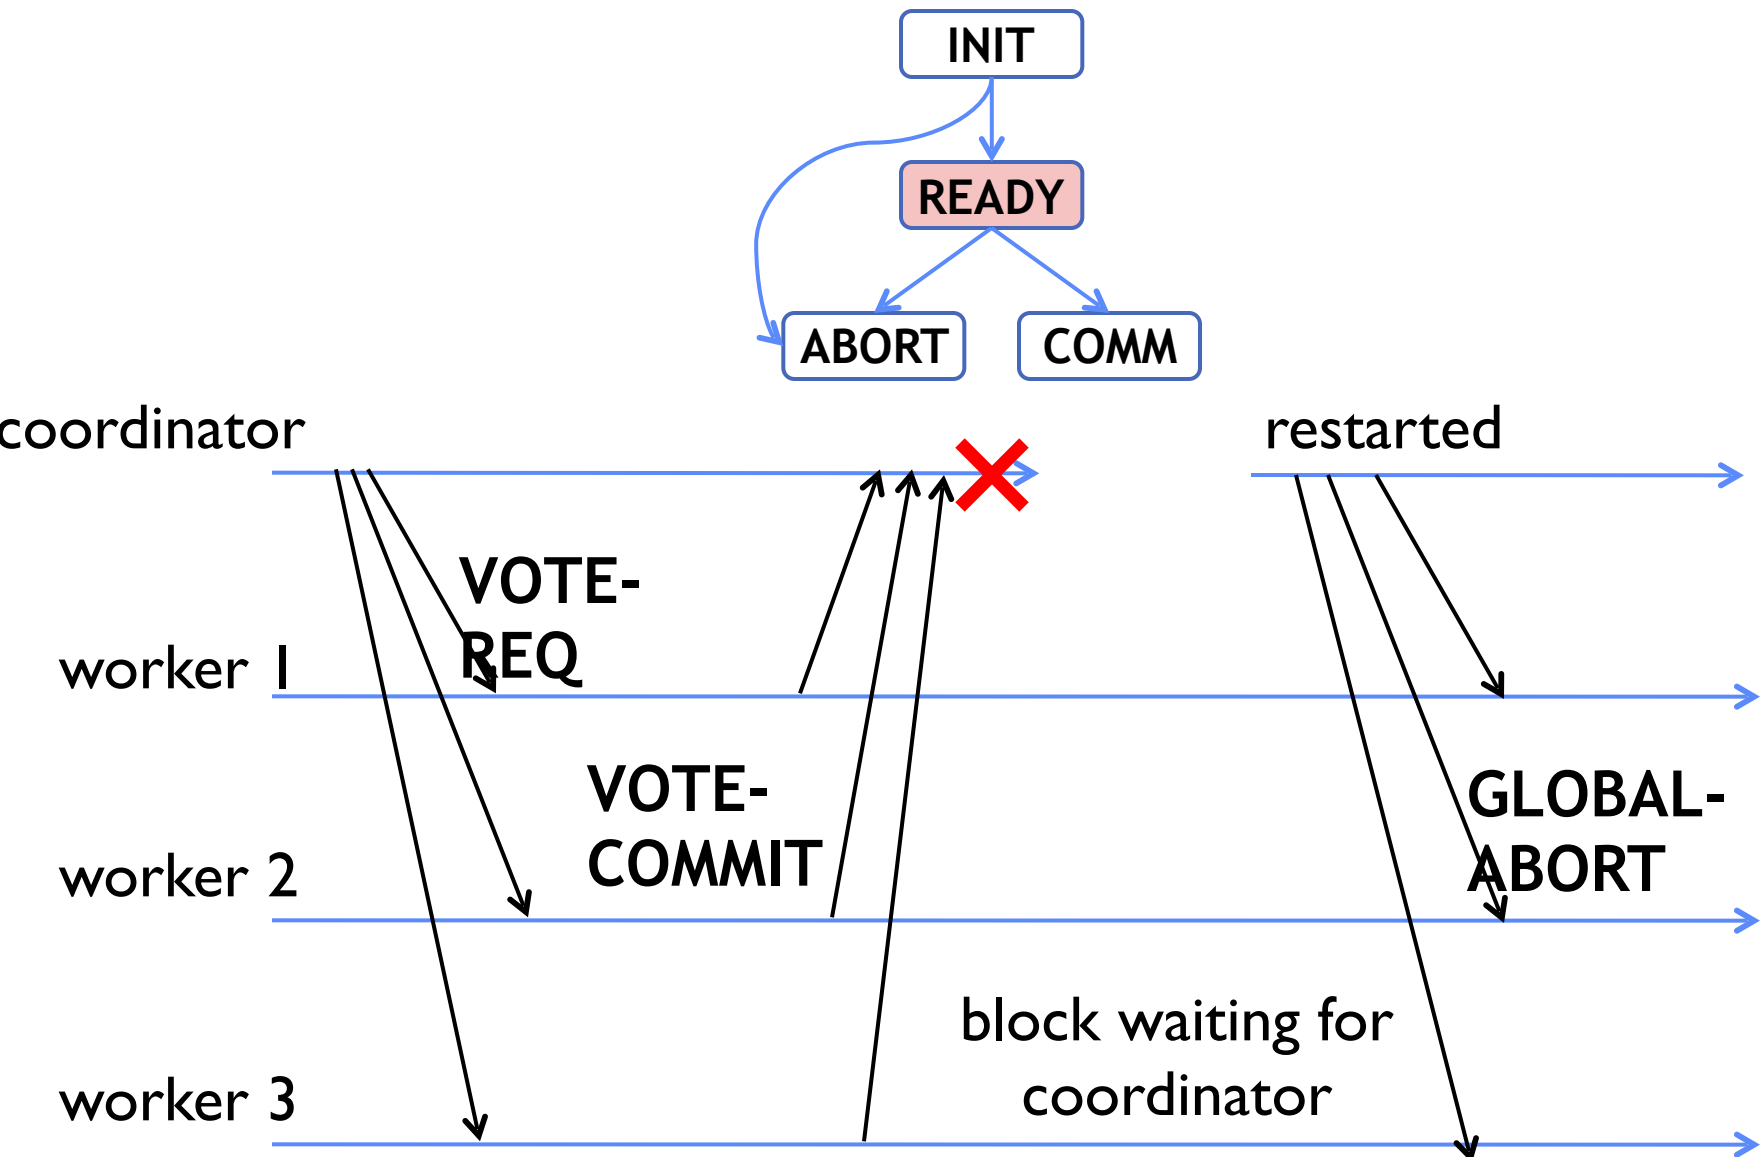 INIT
READY
ABORT
COMM
coordinator
restarted
VOTE-
REQ
worker 1
VOTE-
COMMIT
GLOBAL-
ABORT
worker 2
block waiting for
coordinator
worker 3